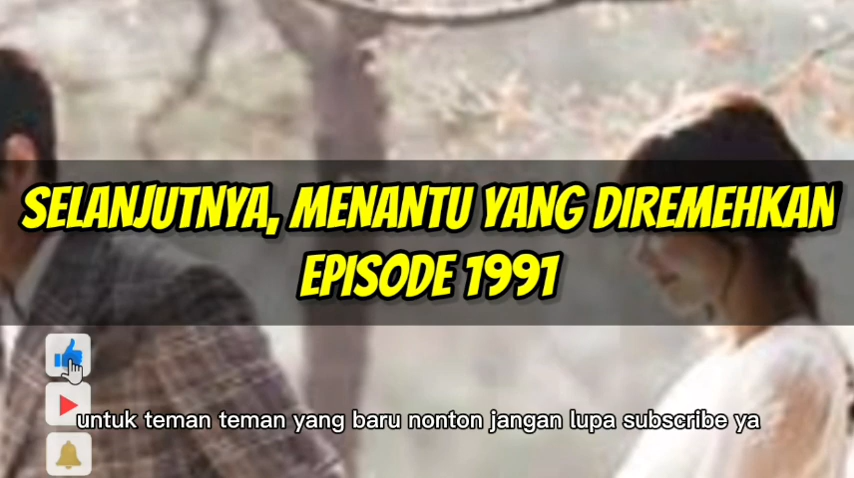 SELANJUTNYA, MENANTU YANG DIREMEHKAN
EPISODE 1991
untuk teman teman yang baru nonton jangan lupa subscribe ya